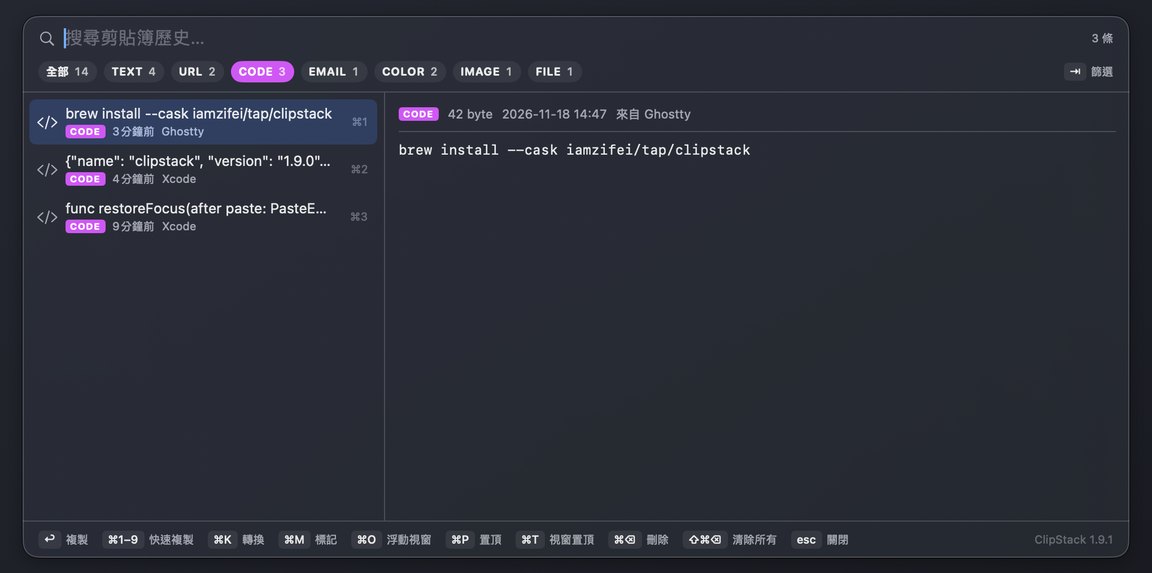 搜尋剪貼簿歷史... 3 條
全部 14 TEXT 4 URL 2 CODE 3 EMAIL 1 COLOR 2 IMAGE 1 FILE 1 ⇥ 篩選
</> brew install --cask iamzifei/tap/clipstack ⌘1
CODE 3分鐘前 Ghostty
</> {"name": "clipstack", "version": "1.9.0"... ⌘2
CODE 4分鐘前 Xcode
</> func restoreFocus(after paste: PasteE... ⌘3
CODE 9分鐘前 Xcode
CODE 42 byte 2026-11-18 14:47 來自 Ghostty
brew install --cask iamzifei/tap/clipstack
↩ 複製 ⌘1–9 快速複製 ⌘K 轉換 ⌘M 標記 ⌘O 浮動視窗 ⌘P 置頂 ⌘T 視窗置頂 ⌘⌫ 刪除 ⇧⌘⌫ 清除所有 esc 關閉 ClipStack 1.9.1